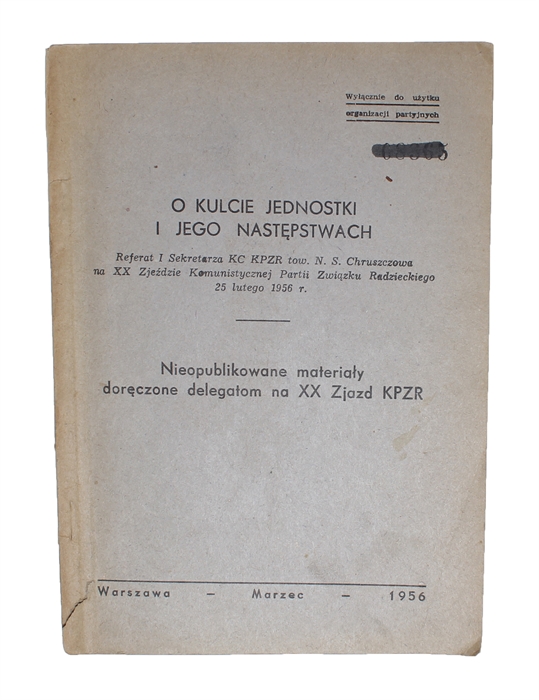 Wyłącznie do użytku
organizacji partyjnych
O KULCIE JEDNOSTKI
I JEGO NASTĘPSTWACH
Referat I Sekretarza KC KPZR tow. N. S. Chruszczowa
na XX Zjeździe Komunistycznej Partii Związku Radzieckiego
25 lutego 1956 r.
Nieopublikowane materiały
doręczone delegatom na XX Zjazd KPZR
Warszawa – Marzec – 1956